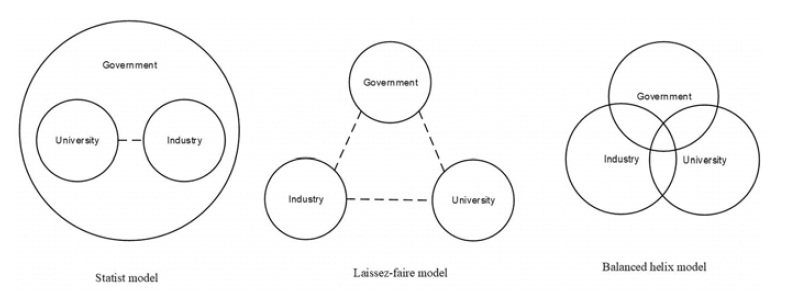 Government
University
Industry
Statist model
Government
Industry
University
Laissez-faire model
Government
Industry
University
Balanced helix model